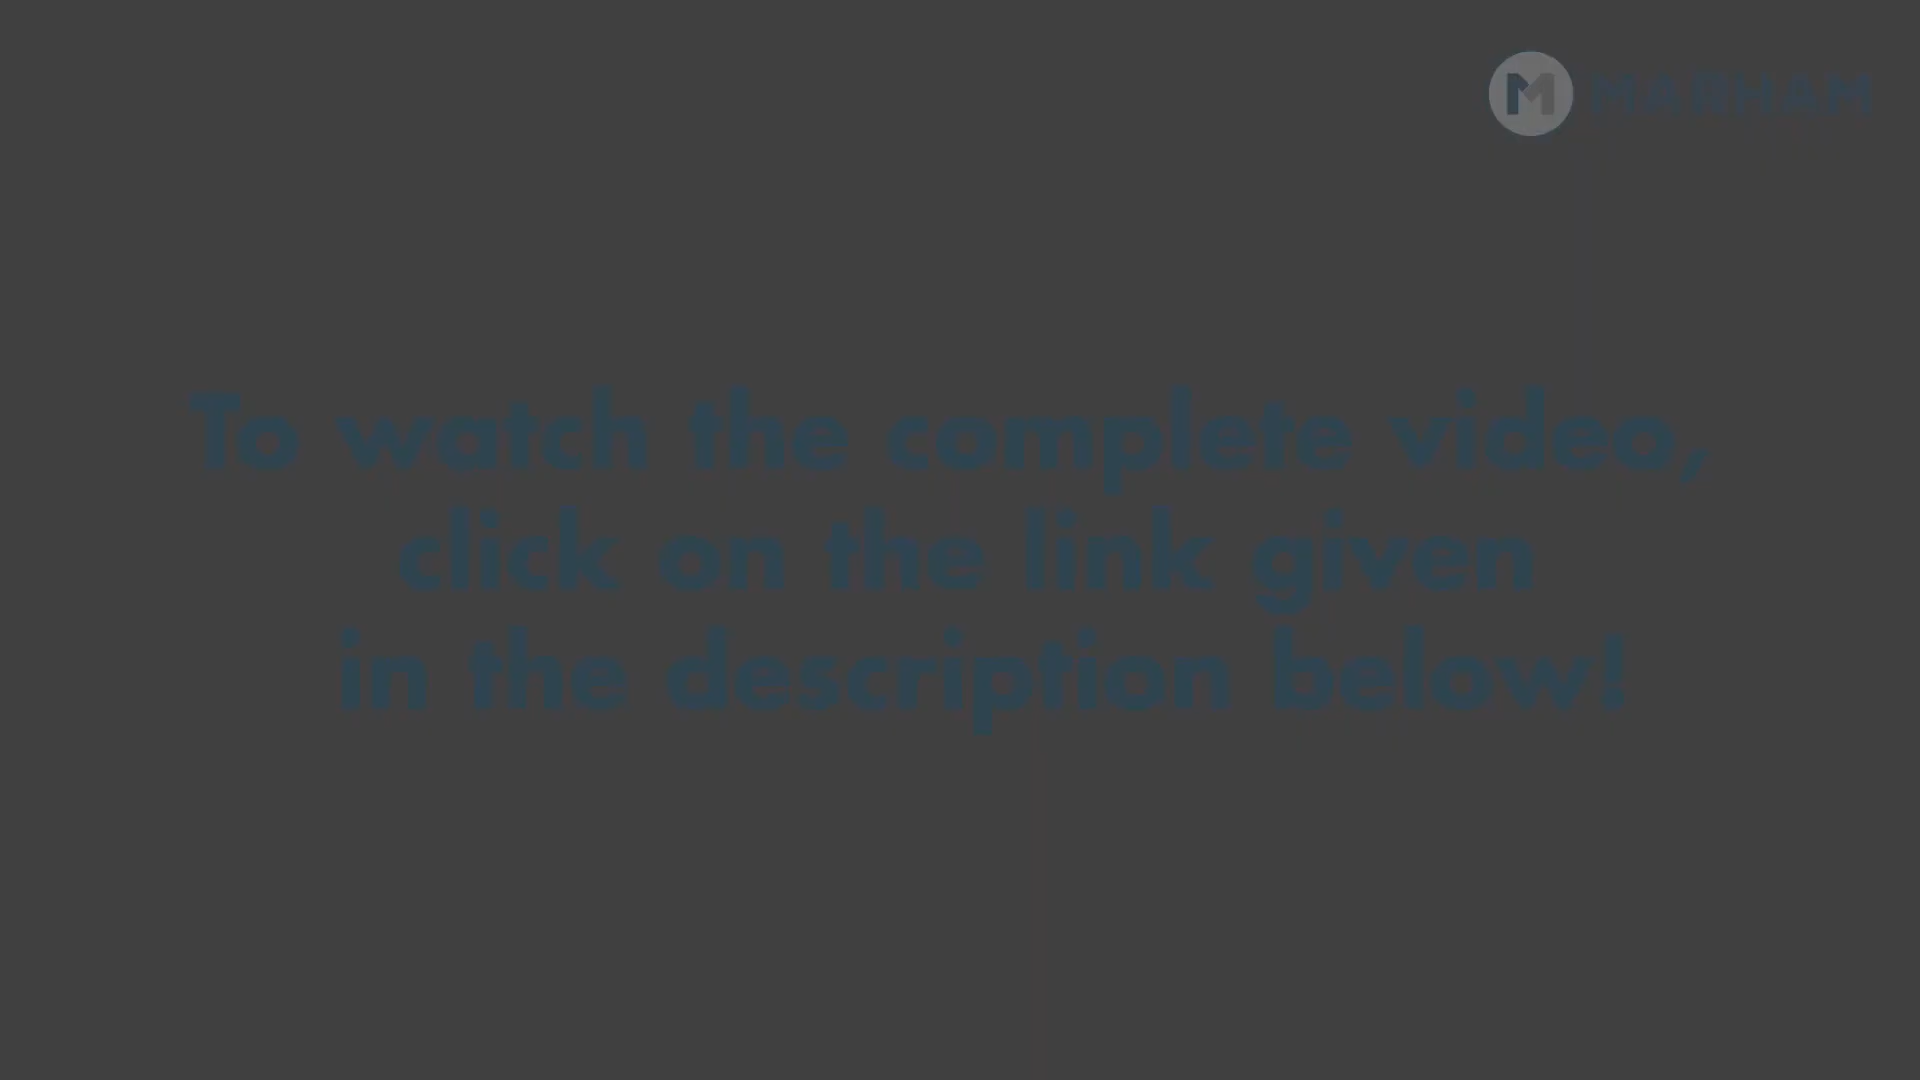 MARHAM
To watch the complete video,
click on the link given
in the description below!